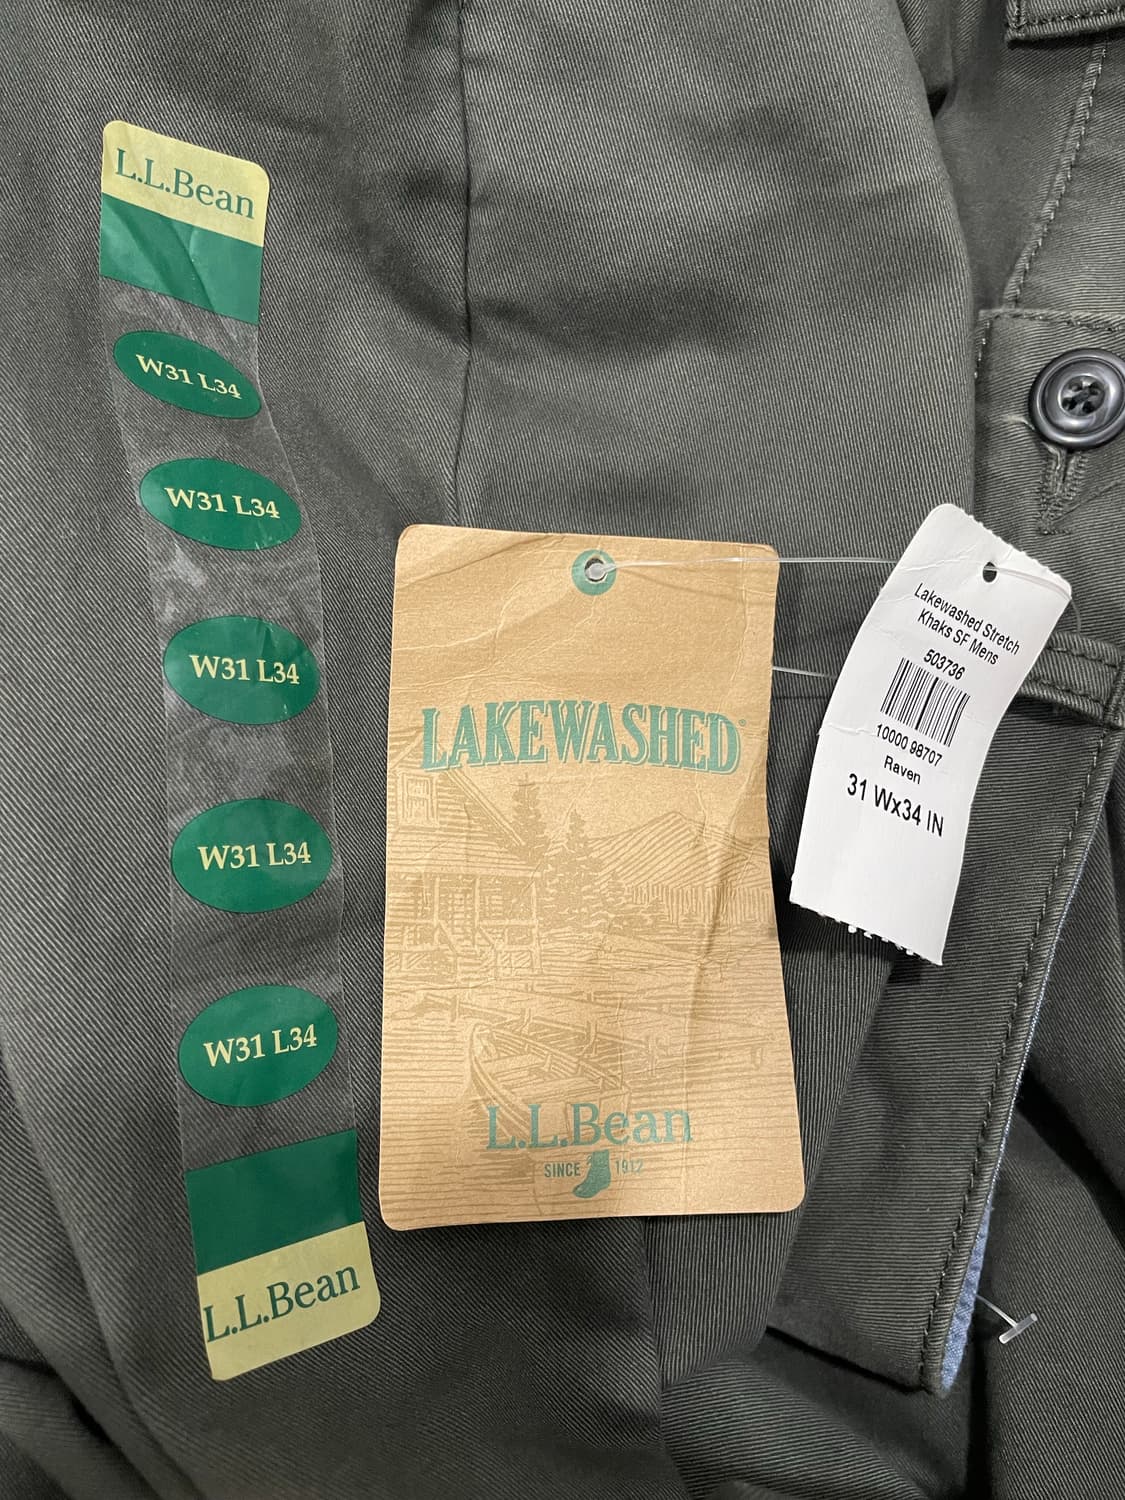 L.L.Bean
W31 L34
W31 L34
W31 L34
W31 L34
W31 L34
L.L.Bean
LAKEWASHED®
L.L.Bean
SINCE 1912
Lakewashed Stretch
Khaks SF Mens
503736
10000 98707
Raven
31 Wx34 IN